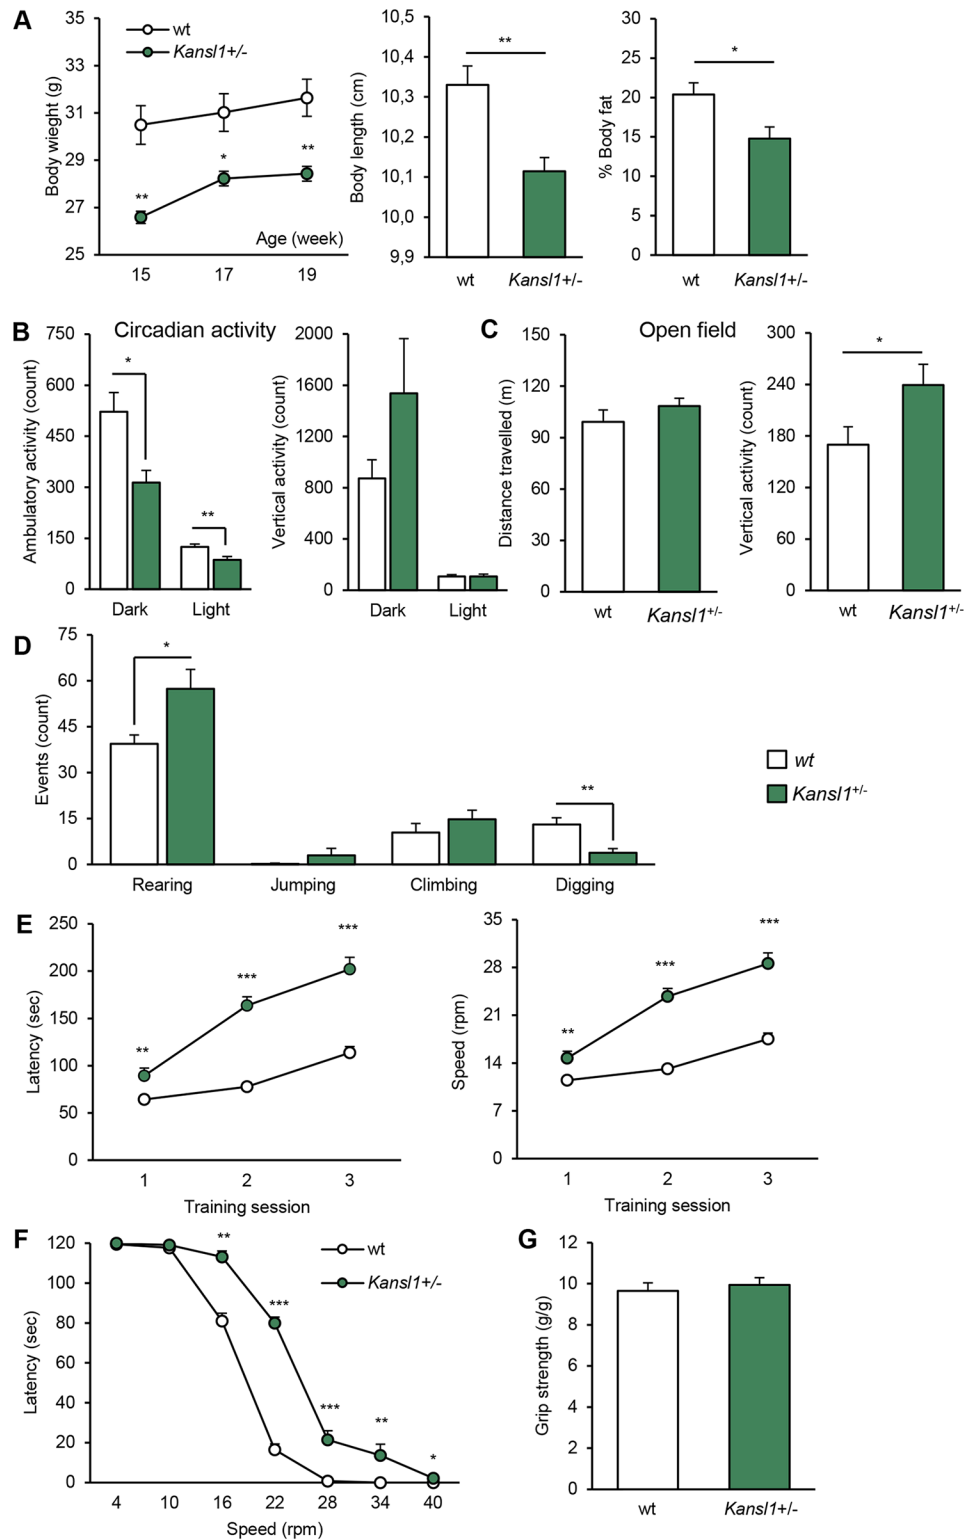 A
35
33
31
29
27
25
Body wieght (g)
wt
Kansl1+/-
**
*
**
Age (week)
15 17 19
10,5
10,4
10,3
10,2
10,1
10,0
9,9
Body length (cm)
**
wt Kansl1+/-
30
25
20
15
10
5
0
% Body fat
*
wt Kansl1+/-
B
Circadian activity
750
600
450
300
150
0
Ambulatory activity (count)
*
**
Dark Light
2000
1600
1200
800
400
0
Vertical activity (count)
Dark Light
C
Open field
150
120
90
60
30
0
Distance travelled (m)
wt Kansl1+/-
300
240
180
120
60
0
Vertical activity (count)
*
wt Kansl1+/-
D
75
60
45
30
15
0
Events (count)
*
**
Rearing Jumping Climbing Digging
wt
Kansl1+/-
E
250
200
150
100
50
0
Latency (sec)
**
***
***
1 2 3
Training session
35
28
21
14
7
0
Speed (rpm)
**
***
***
1 2 3
Training session
F
120
100
80
60
40
20
0
Latency (sec)
wt
Kansl1+/-
**
***
***
**
*
4 10 16 22 28 34 40
Speed (rpm)
G
12
10
8
6
4
2
0
Grip strength (g/g)
wt Kansl1+/-